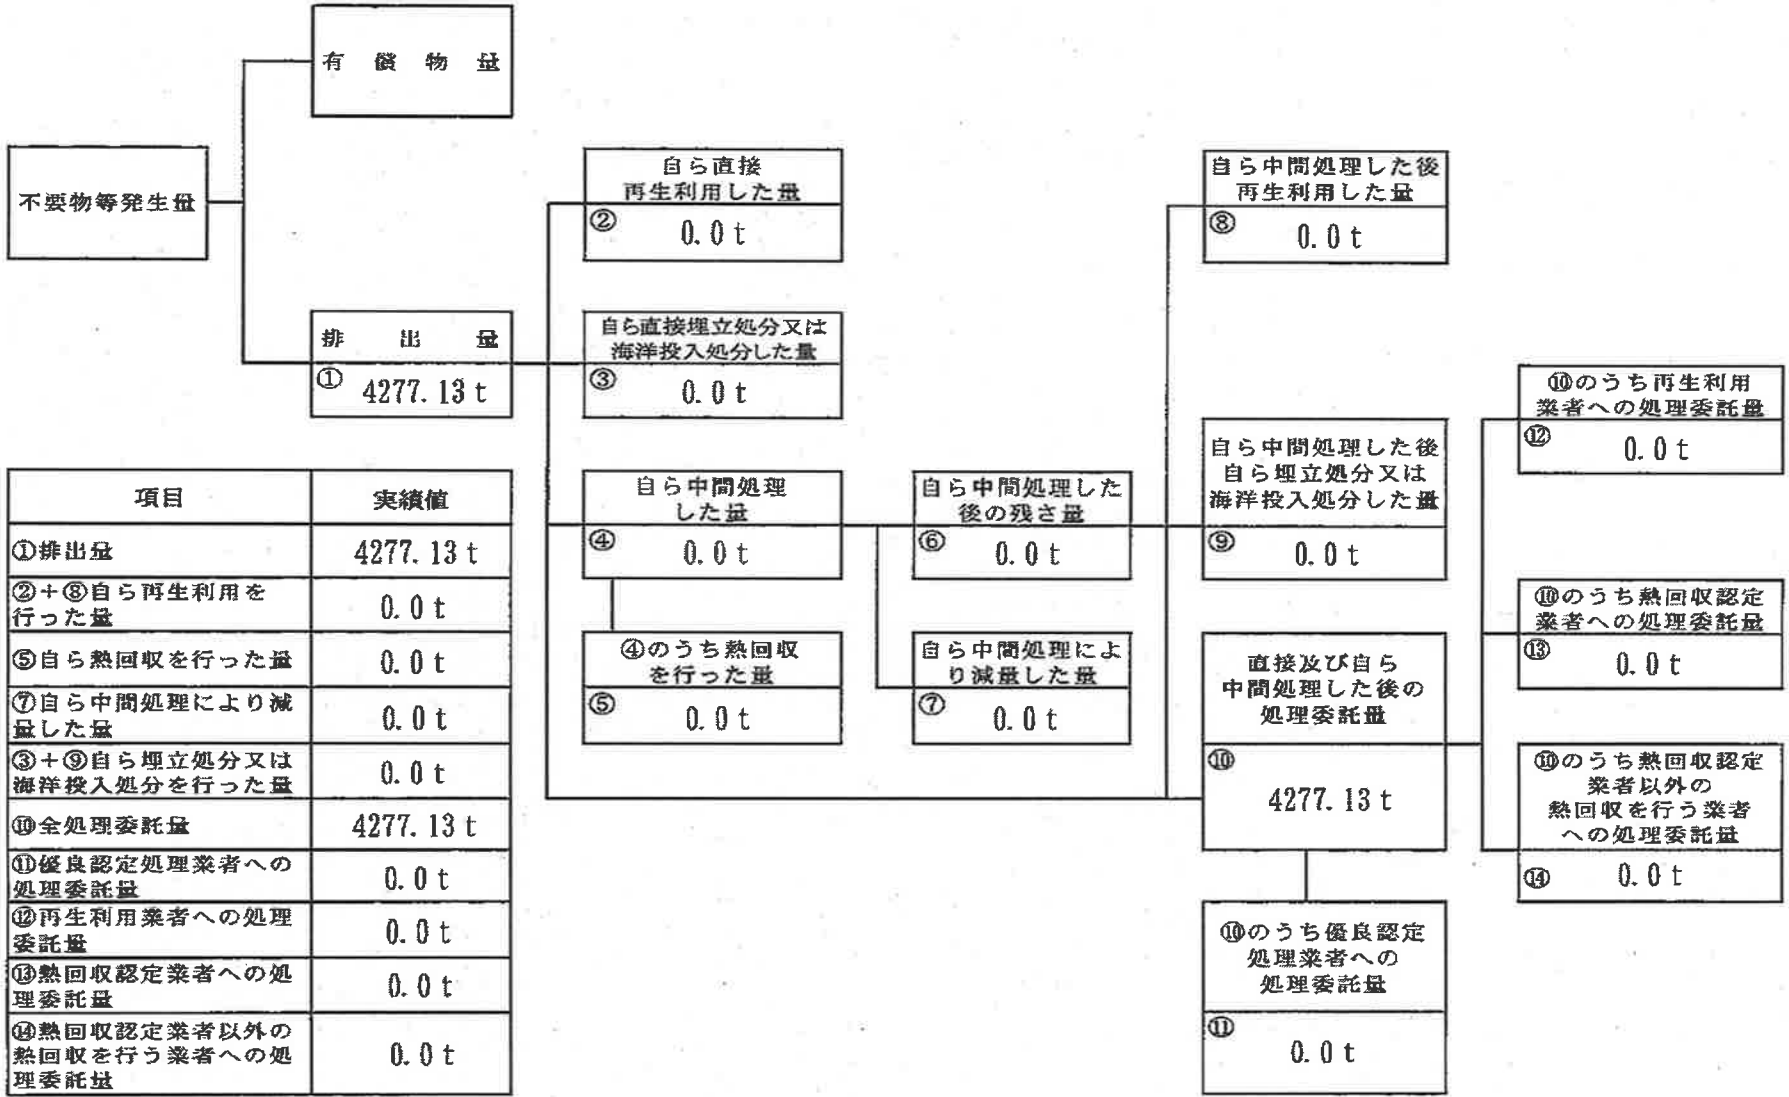 有償物量
不要物等発生量
排出量
①
4277.13 t
自ら直接
再生利用した量
②
0.0 t
自ら直接埋立処分又は
海洋投入処分した量
③
0.0 t
自ら中間処理
した量
④
0.0 t
④のうち熱回収
を行った量
⑤
0.0 t
自ら中間処理した
後の残さ量
⑥
0.0 t
自ら中間処理によ
り減量した量
⑦
0.0 t
自ら中間処理した後
再生利用した量
⑧
0.0 t
自ら中間処理した後
自ら埋立処分又は
海洋投入処分した量
⑨
0.0 t
直接及び自ら
中間処理した後の
処理委託量
⑩
4277.13 t
⑩のうち優良認定
処理業者への
処理委託量
⑪
0.0 t
⑩のうち再生利用
業者への処理委託量
⑫
0.0 t
⑩のうち熱回収認定
業者への処理委託量
⑬
0.0 t
⑩のうち熱回収認定
業者以外の
熱回収を行う業者
への処理委託量
⑭
0.0 t
項目 実績値
①排出量 4277.13 t
②+⑧自ら再生利用を
行った量
0.0 t
⑤自ら熱回収を行った量 0.0 t
⑦自ら中間処理により減
量した量
0.0 t
③+⑨自ら埋立処分又は
海洋投入処分を行った量
0.0 t
⑩全処理委託量 4277.13 t
⑪優良認定処理業者への
処理委託量
0.0 t
⑫再生利用業者への処理
委託量
0.0 t
⑬熱回収認定業者への処
理委託量
0.0 t
⑭熱回収認定業者以外の
熱回収を行う業者への処
理委託量
0.0 t